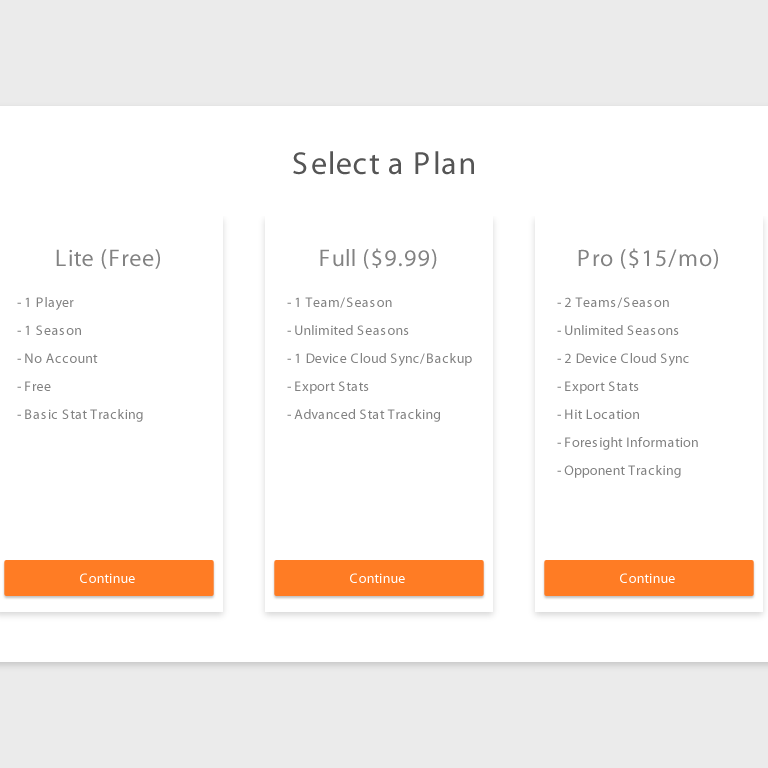 Select a Plan
Lite (Free)
- 1 Player
- 1 Season
- No Account
- Free
- Basic Stat Tracking
Continue
Full ($9.99)
- 1 Team/Season
- Unlimited Seasons
- 1 Device Cloud Sync/Backup
- Export Stats
- Advanced Stat Tracking
Continue
Pro ($15/mo)
- 2 Teams/Season
- Unlimited Seasons
- 2 Device Cloud Sync
- Export Stats
- Hit Location
- Foresight Information
- Opponent Tracking
Continue